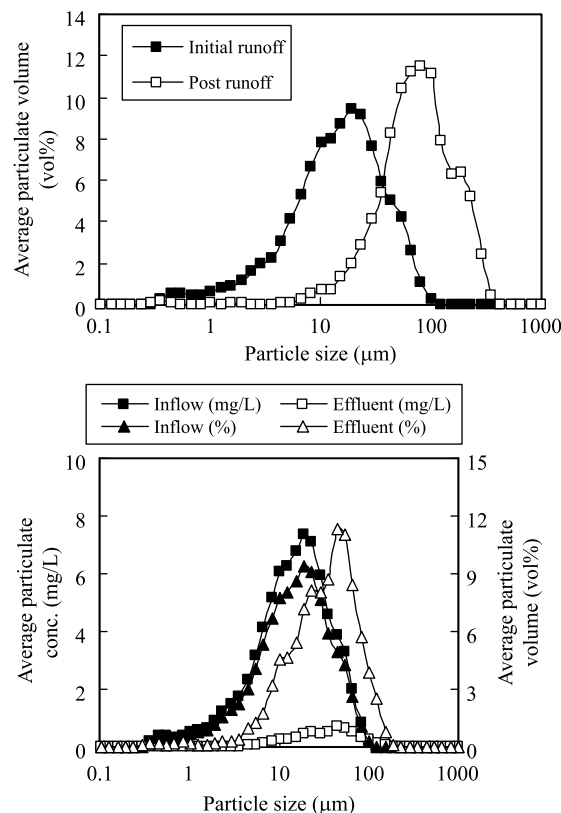 14
12
10
8
6
4
2
0
Average particulate volume
(vol%)
Initial runoff
Post runoff
0.1 1 10 100 1000
Particle size (μm)
Inflow (mg/L) Effluent (mg/L)
Inflow (%) Effluent (%)
10
8
6
4
2
0
Average particulate
conc. (mg/L)
15
12
9
6
3
0
Average particulate
volume (vol%)
0.1 1 10 100 1000
Particle size (μm)